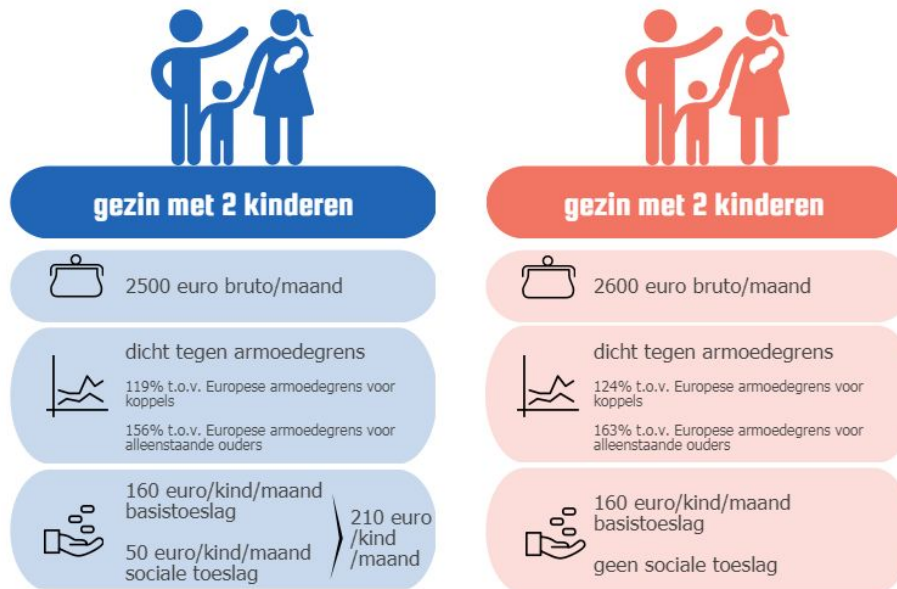 gezin met 2 kinderen
2500 euro bruto/maand
dicht tegen armoedegrens
119% t.o.v. Europese armoedegrens voor
koppels
156% t.o.v. Europese armoedegrens voor
alleenstaande ouders
160 euro/kind/maand
basistoeslag
50 euro/kind/maand
sociale toeslag
210 euro
/kind
/maand
gezin met 2 kinderen
2600 euro bruto/maand
dicht tegen armoedegrens
124% t.o.v. Europese armoedegrens voor
koppels
163% t.o.v. Europese armoedegrens voor
alleenstaande ouders
160 euro/kind/maand
basistoeslag
geen sociale toeslag